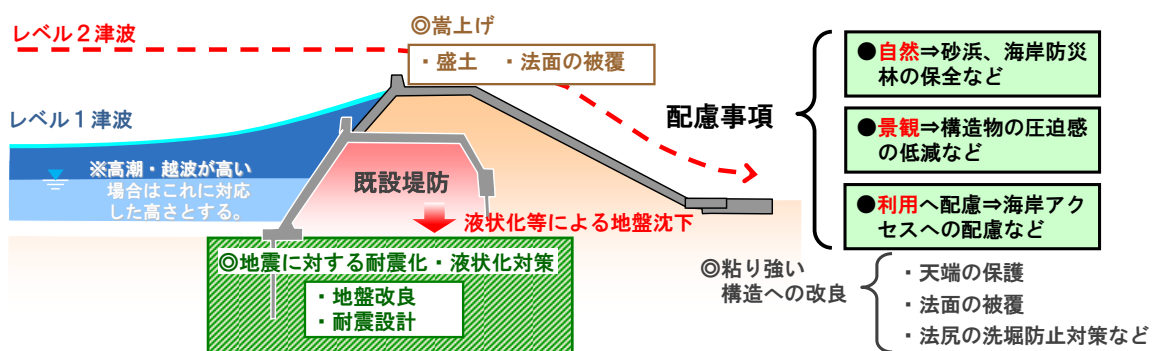 レベル2津波
◎嵩上げ
・盛土　・法面の被覆
レベル1津波
※高潮・越波が高い
場合はこれに対応
した高さとする。
既設堤防
液状化等による地盤沈下
◎地震に対する耐震化・液状化対策
・地盤改良
・耐震設計
配慮事項
●自然⇒砂浜、海岸防災
林の保全など
●景観⇒構造物の圧迫感
の低減など
●利用へ配慮⇒海岸アク
セスへの配慮など
◎粘り強い
構造への改良
・天端の保護
・法面の被覆
・法尻の洗堀防止対策など